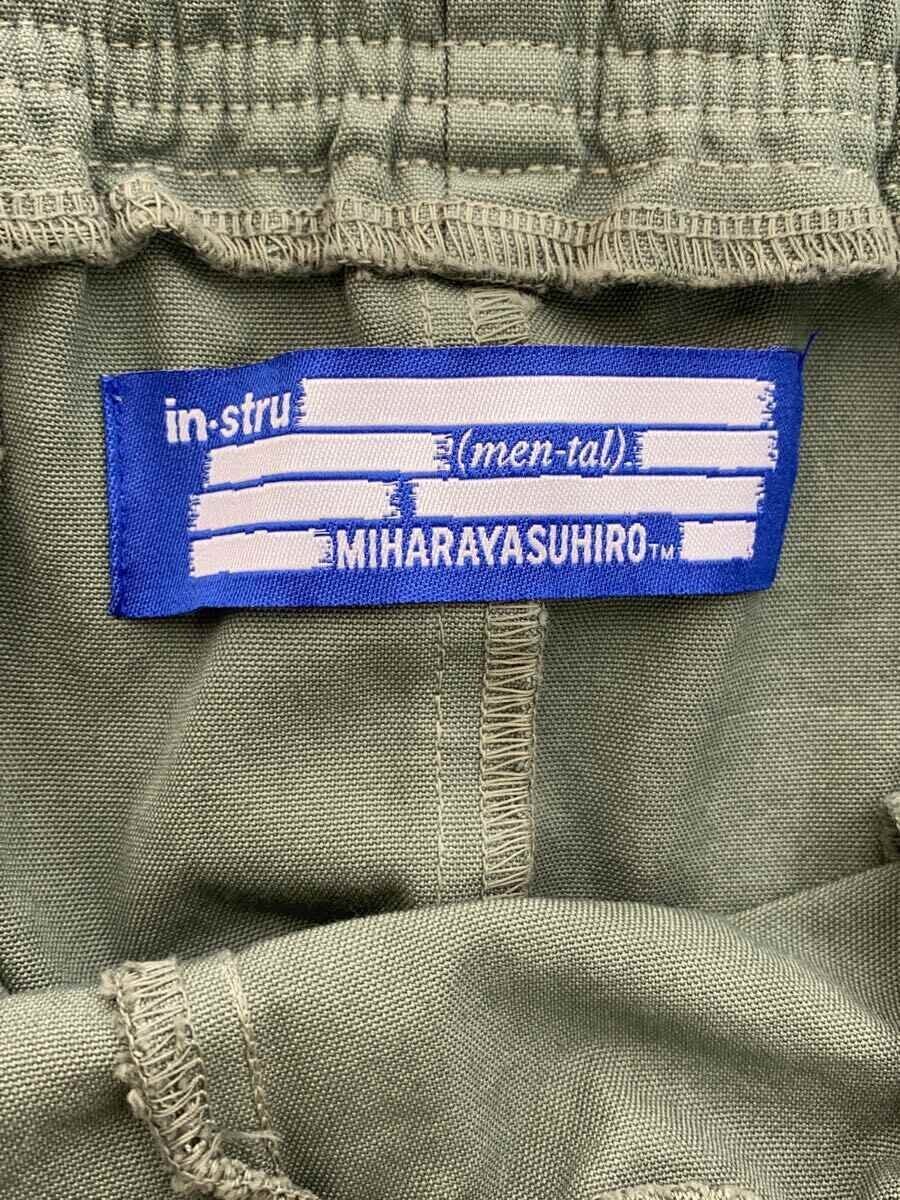 in·stru
(men-tal).
MIHARAYASUHIRO™